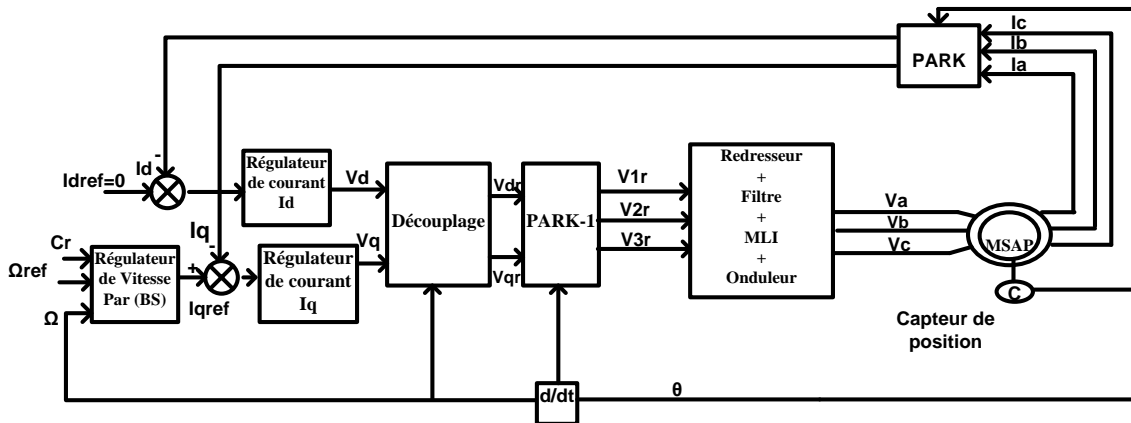 Ic
Ib
PARK
Ia
-
Id
Idref=0
Régulateur
de courant
Id
Vd
Découplage
Vdr
PARK-1
V1r
V2r
V3r
Redresseur
+
Filtre
+
MLI
+
Onduleur
Va
Vb
Vc
MSAP
C
Capteur de
position
Iq
-
+
Iqref
Cr
Ωref
Ω
Régulateur
de Vitesse
Par (BS)
Régulateur
de courant
Iq
Vq
Vqr
d/dt
θ